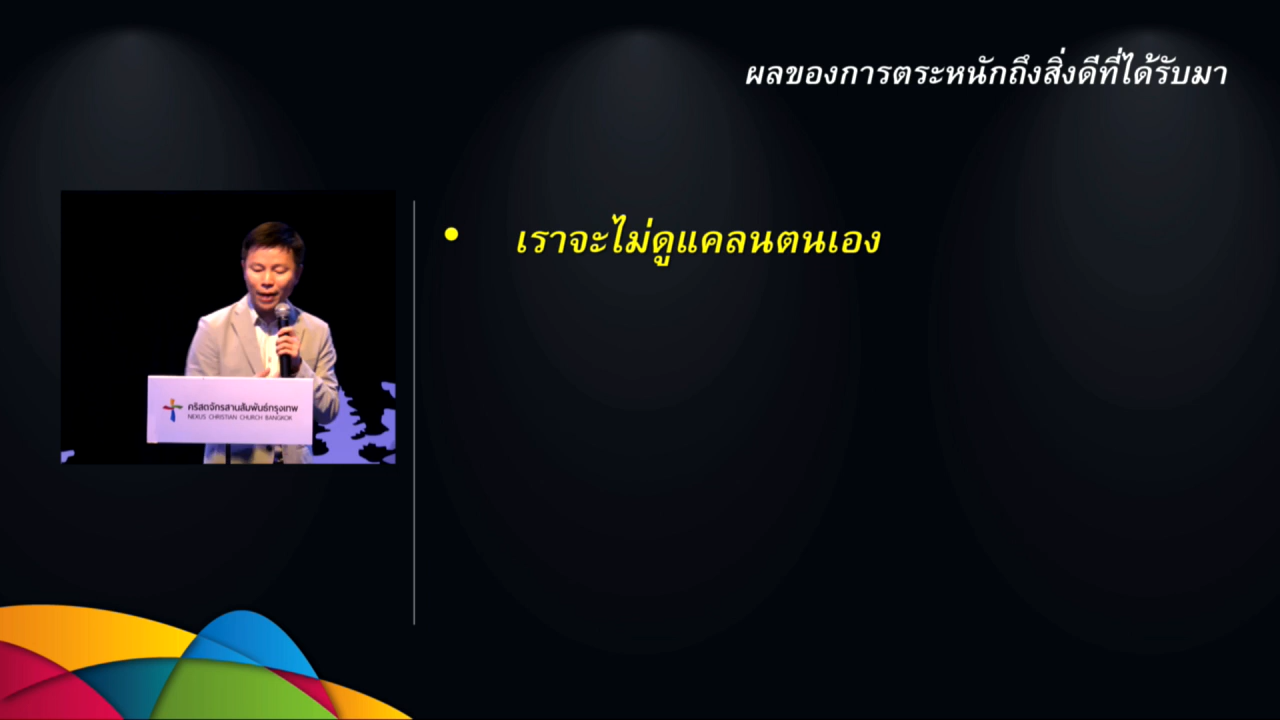 ผลของการตระหนักถึงสิ่งดีที่ได้รับมา
เราจะไม่ดูแคลนตนเอง
คริสตจักรสานสัมพันธ์กรุงเทพ
NEXUS CHRISTIAN CHURCH BANGKOK